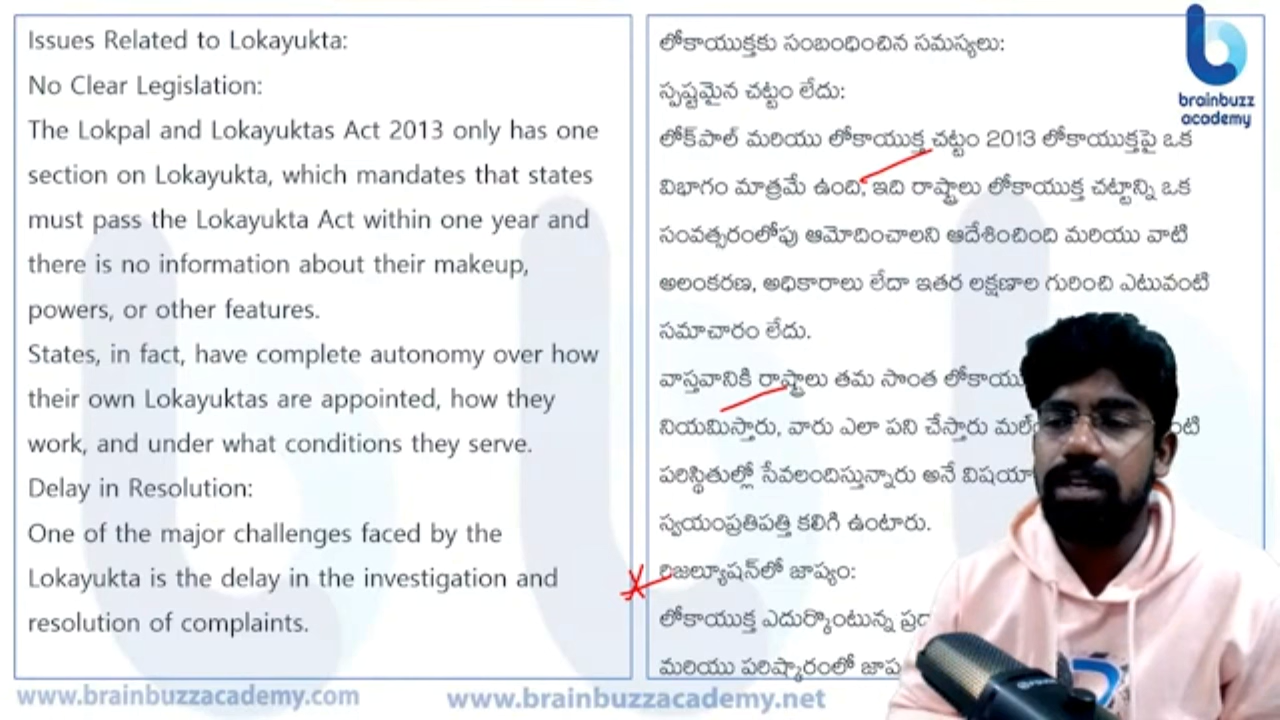 Issues Related to Lokayukta:
No Clear Legislation:
The Lokpal and Lokayuktas Act 2013 only has one
section on Lokayukta, which mandates that states
must pass the Lokayukta Act within one year and
there is no information about their makeup,
powers, or other features.
States, in fact, have complete autonomy over how
their own Lokayuktas are appointed, how they
work, and under what conditions they serve.
Delay in Resolution:
One of the major challenges faced by the
Lokayukta is the delay in the investigation and
resolution of complaints.
లోకాయుక్తకు సంబంధించిన సమస్యలు:
స్పష్టమైన చట్టం లేదు:
లోక్‌పాల్ మరియు లోకాయుక్త చట్టం 2013 లోకాయుక్తపై ఒక
విభాగం మాత్రమే ఉంది, ఇది రాష్ట్రాలు లోకాయుక్త చట్టాన్ని ఒక
సంవత్సరంలోపు ఆమోదించాలని ఆదేశించింది మరియు వాటి
అలంకరణ, అధికారాలు లేదా ఇతర లక్షణాల గురించి ఎటువంటి
సమాచారం లేదు.
వాస్తవానికి రాష్ట్రాలు తమ సొంత
నియమిస్తారు, వారు ఎలా పని చేస్తారు
పరిస్థితుల్లో సేవలందిస్తున్నారు అనే
స్వయంప్రతిపత్తి కలిగి ఉంటారు.
రిజల్యూషన్‌లో జాప్యం:
లోకాయుక్త ఎదుర్కొంటున్న
మరియు పరిష్కారంలో
brainbuzz
academy
www.brainbuzzacademy.com
www.brainbuzzacademy.net